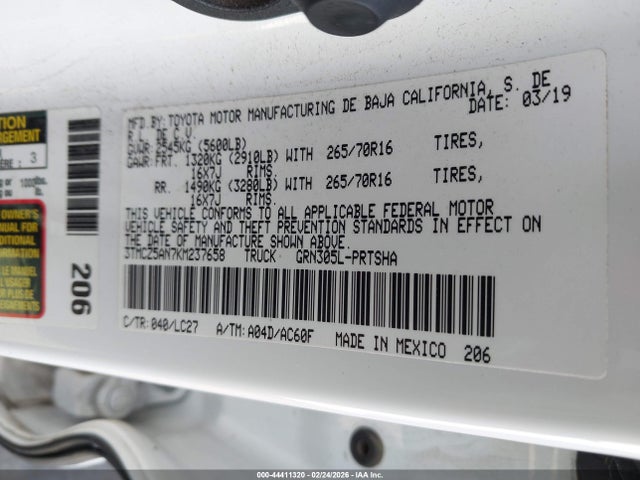 MFD.BY: TOYOTA MOTOR MANUFACTURING DE BAJA CALIFORNIA, S. DE
R.L. DE C.V. DATE: 03/19
GVWR: 2545KG (5600LB)
GAWR: FRT. 1320KG (2910LB) WITH 265/70R16 TIRES,
16X7J RIMS.
RR. 1490KG (3280LB) WITH 265/70R16 TIRES,
16X7J RIMS.
THIS VEHICLE CONFORMS TO ALL APPLICABLE FEDERAL MOTOR
VEHICLE SAFETY AND THEFT PREVENTION STANDARDS IN EFFECT ON
THE DATE OF MANUFACTURE SHOWN ABOVE.
3TMCZ5AN7KM237658 TRUCK GRN305L-PRTSHA
C/TR: 040/LC27 A/TM: A04D/AC60F MADE IN MEXICO 206
3
OWNER'S
206
000-44411320 - 02/24/2026 - IAA Inc.